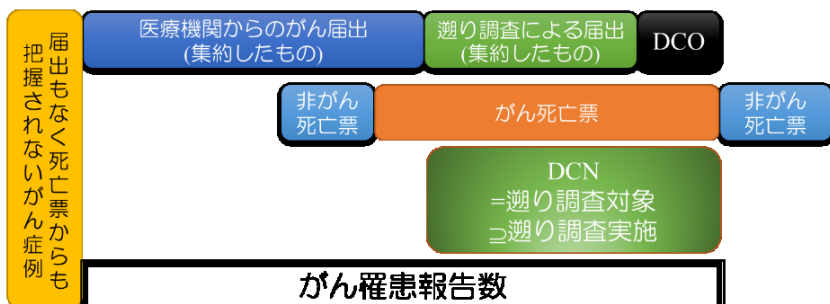 届出もなく死亡票からも
把握されないがん症例
医療機関からのがん届出
(集約したもの)
遡り調査による届出
(集約したもの)
DCO
非がん
死亡票
がん死亡票
非がん
死亡票
DCN
=遡り調査対象
⊇遡り調査実施
がん罹患報告数